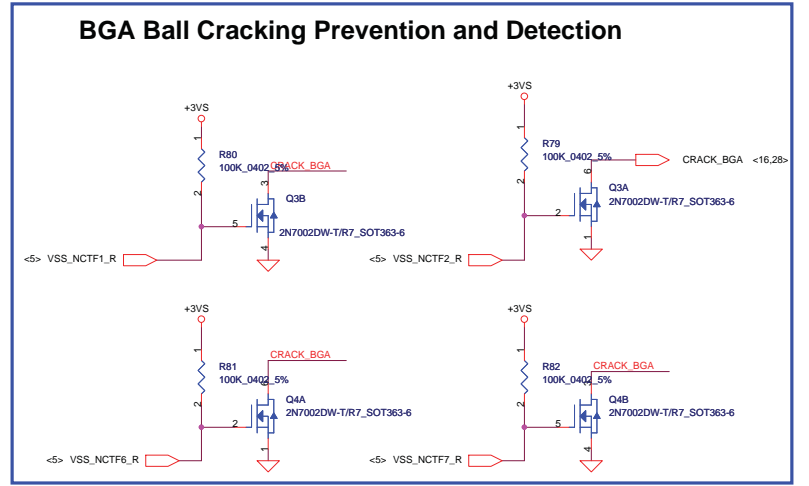 BGA Ball Cracking Prevention and Detection
+3VS
1
R80
100K_0402_5%
2
CRACK_BGA
3
Q3B
5
2N7002DW-T/R7_SOT363-6
4
<5> VSS_NCTF1_R
+3VS
1
R79
100K_0402_5%
2
CRACK_BGA <16,28>
6
Q3A
2N7002DW-T/R7_SOT363-6
2
1
<5> VSS_NCTF2_R
+3VS
1
R81
100K_0402_5%
2
CRACK_BGA
6
Q4A
2N7002DW-T/R7_SOT363-6
2
1
<5> VSS_NCTF6_R
+3VS
1
R82
100K_0402_5%
2
CRACK_BGA
3
Q4B
2N7002DW-T/R7_SOT363-6
5
4
<5> VSS_NCTF7_R